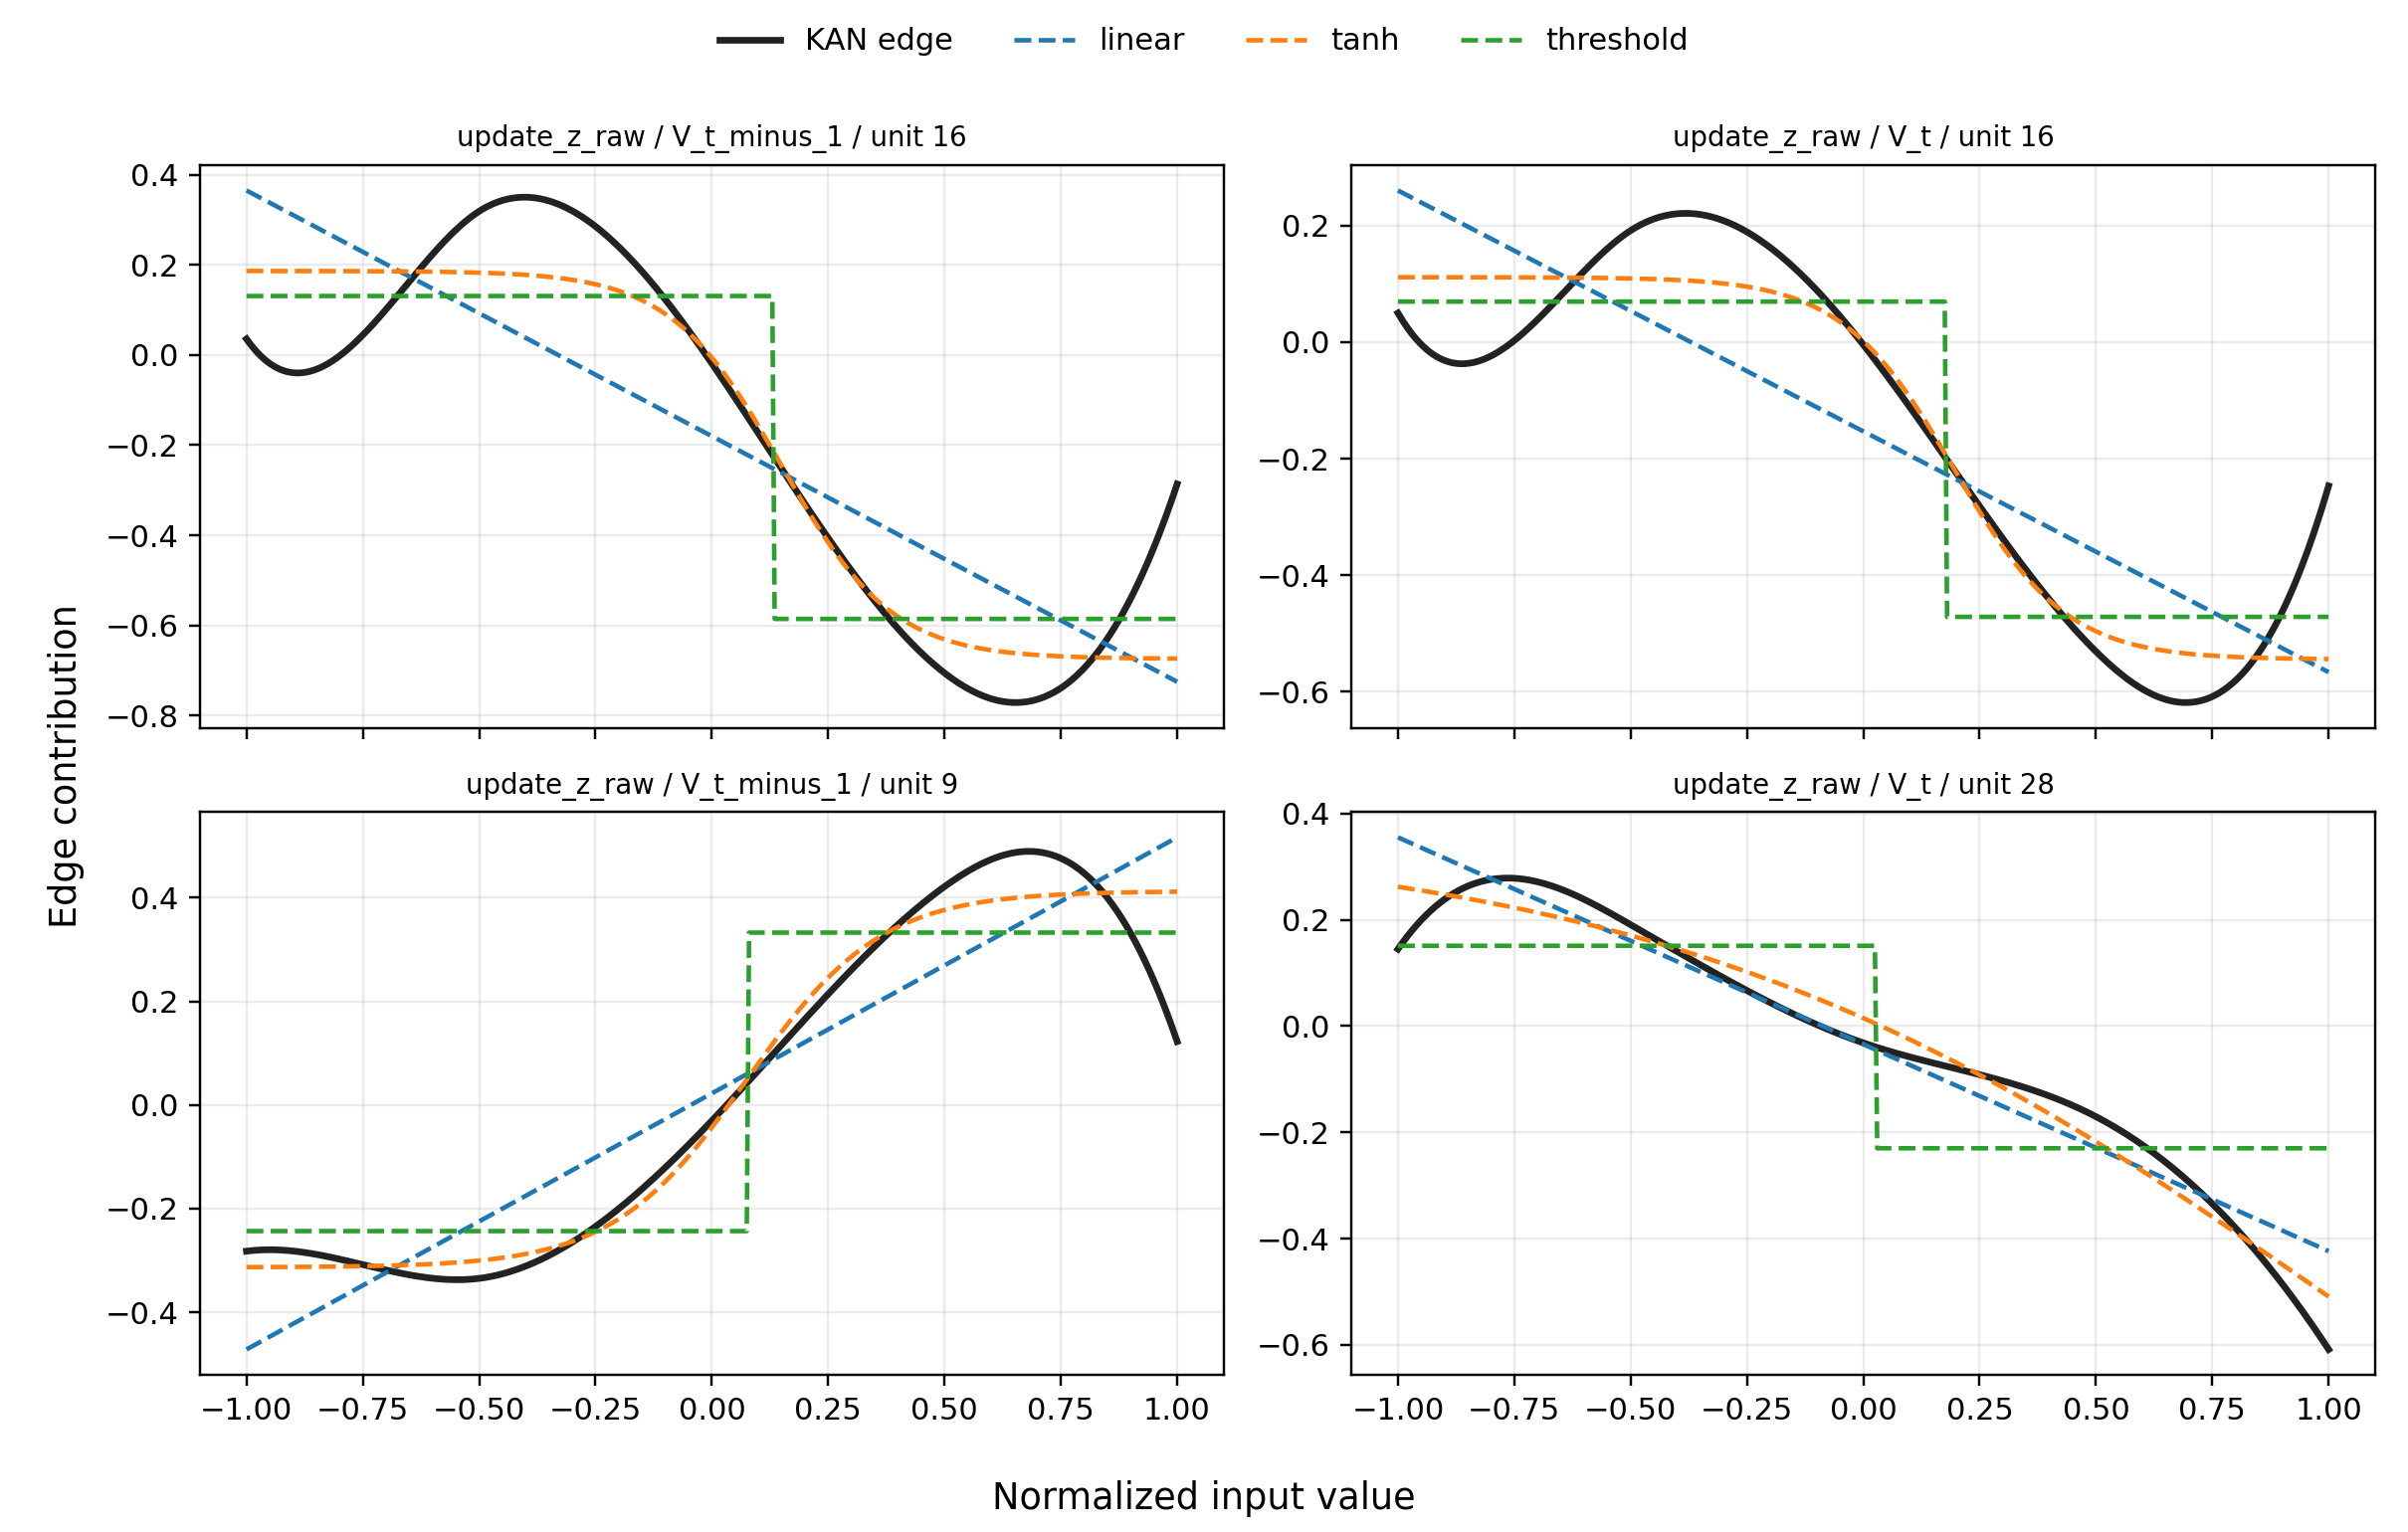 KAN edge linear tanh threshold
update_z_raw / V_t_minus_1 / unit 16
0.4
0.2
0.0
−0.2
−0.4
−0.6
−0.8
update_z_raw / V_t / unit 16
0.2
0.0
−0.2
−0.4
−0.6
Edge contribution
update_z_raw / V_t_minus_1 / unit 9
0.4
0.2
0.0
−0.2
−0.4
−1.00 −0.75 −0.50 −0.25 0.00 0.25 0.50 0.75 1.00
update_z_raw / V_t / unit 28
0.4
0.2
0.0
−0.2
−0.4
−0.6
−1.00 −0.75 −0.50 −0.25 0.00 0.25 0.50 0.75 1.00
Normalized input value